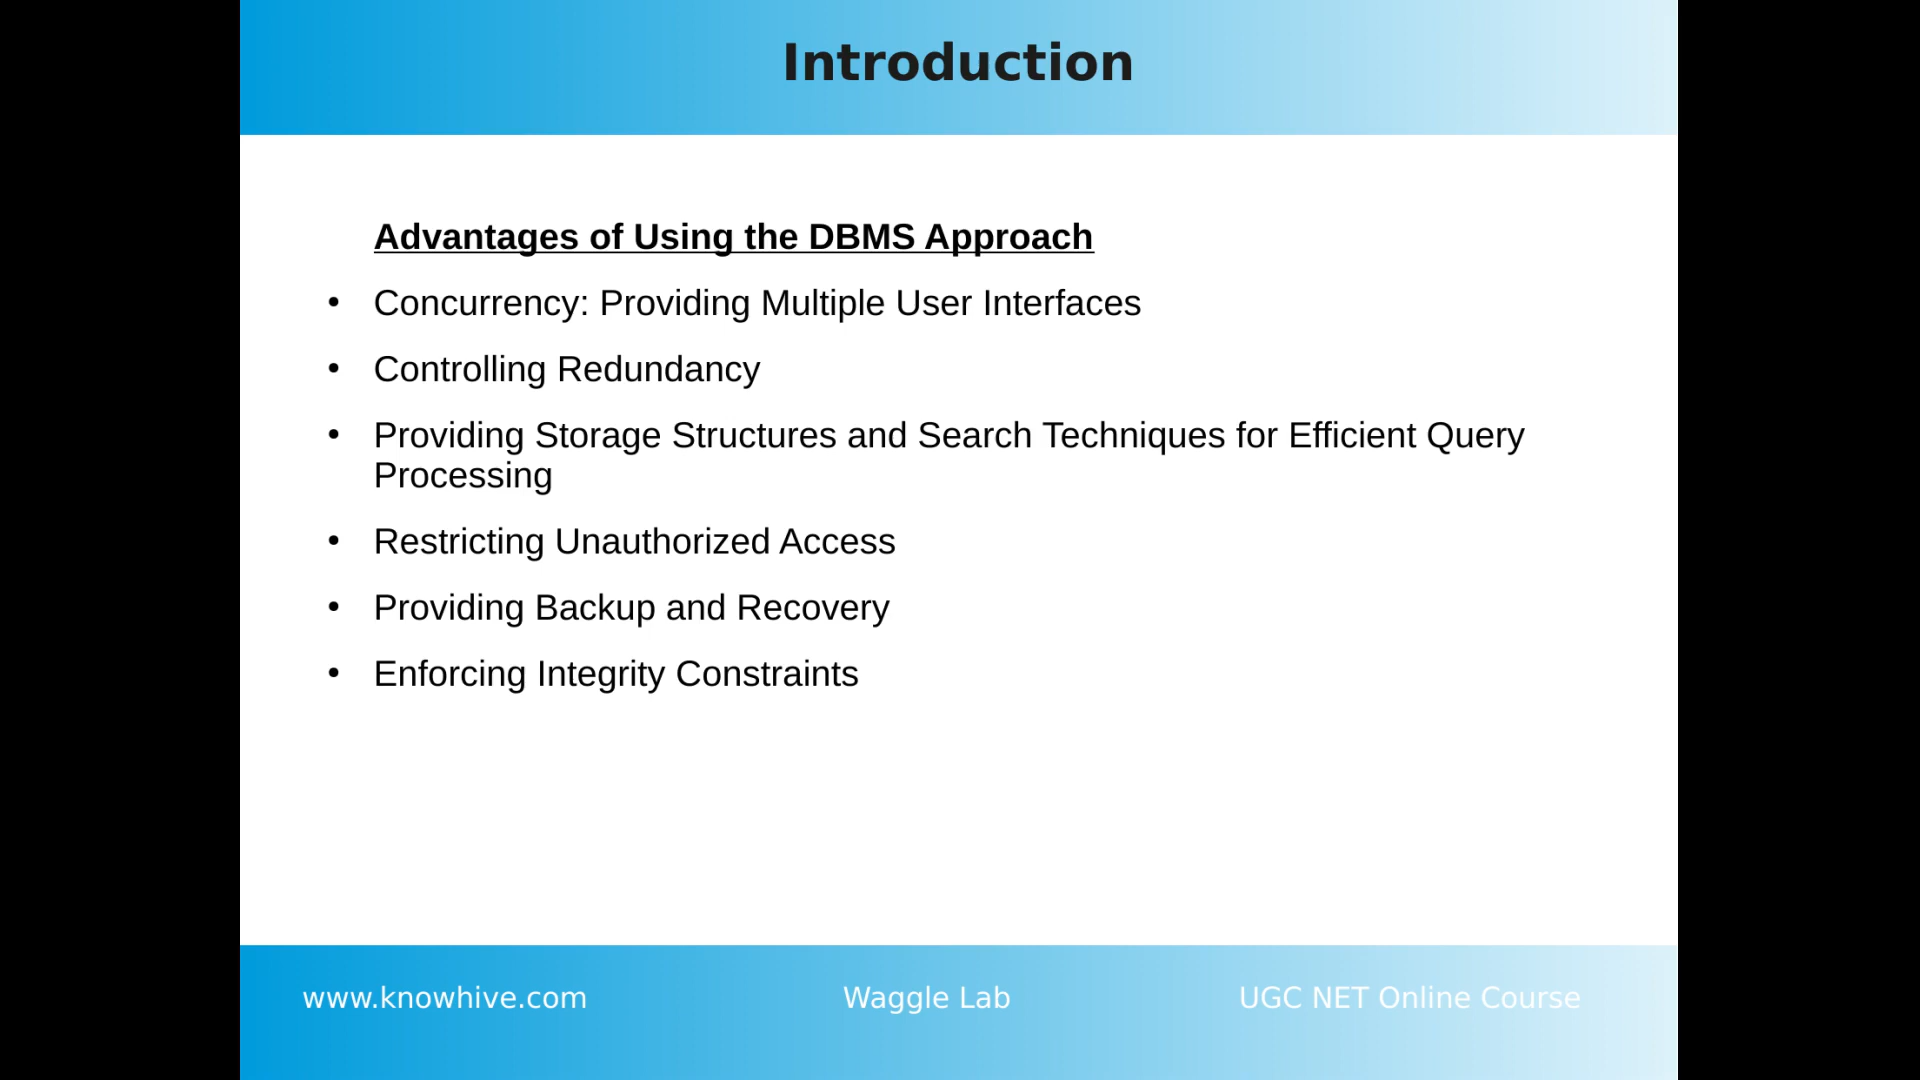 Introduction
Advantages of Using the DBMS Approach
• Concurrency: Providing Multiple User Interfaces
• Controlling Redundancy
• Providing Storage Structures and Search Techniques for Efficient Query
Processing
• Restricting Unauthorized Access
• Providing Backup and Recovery
• Enforcing Integrity Constraints
www.knowhive.com Waggle Lab UGC NET Online Course